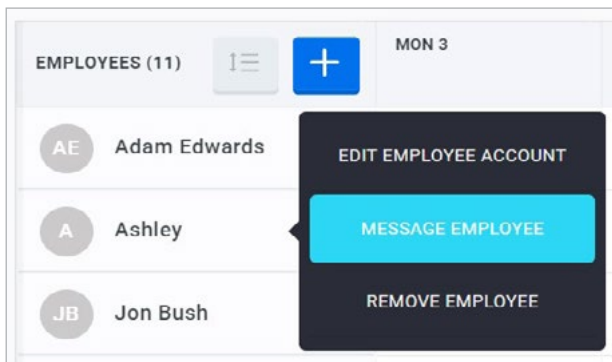 EMPLOYEES (11)
MON 3
AE
Adam Edwards
A
Ashley
JB
Jon Bush
EDIT EMPLOYEE ACCOUNT
MESSAGE EMPLOYEE
REMOVE EMPLOYEE